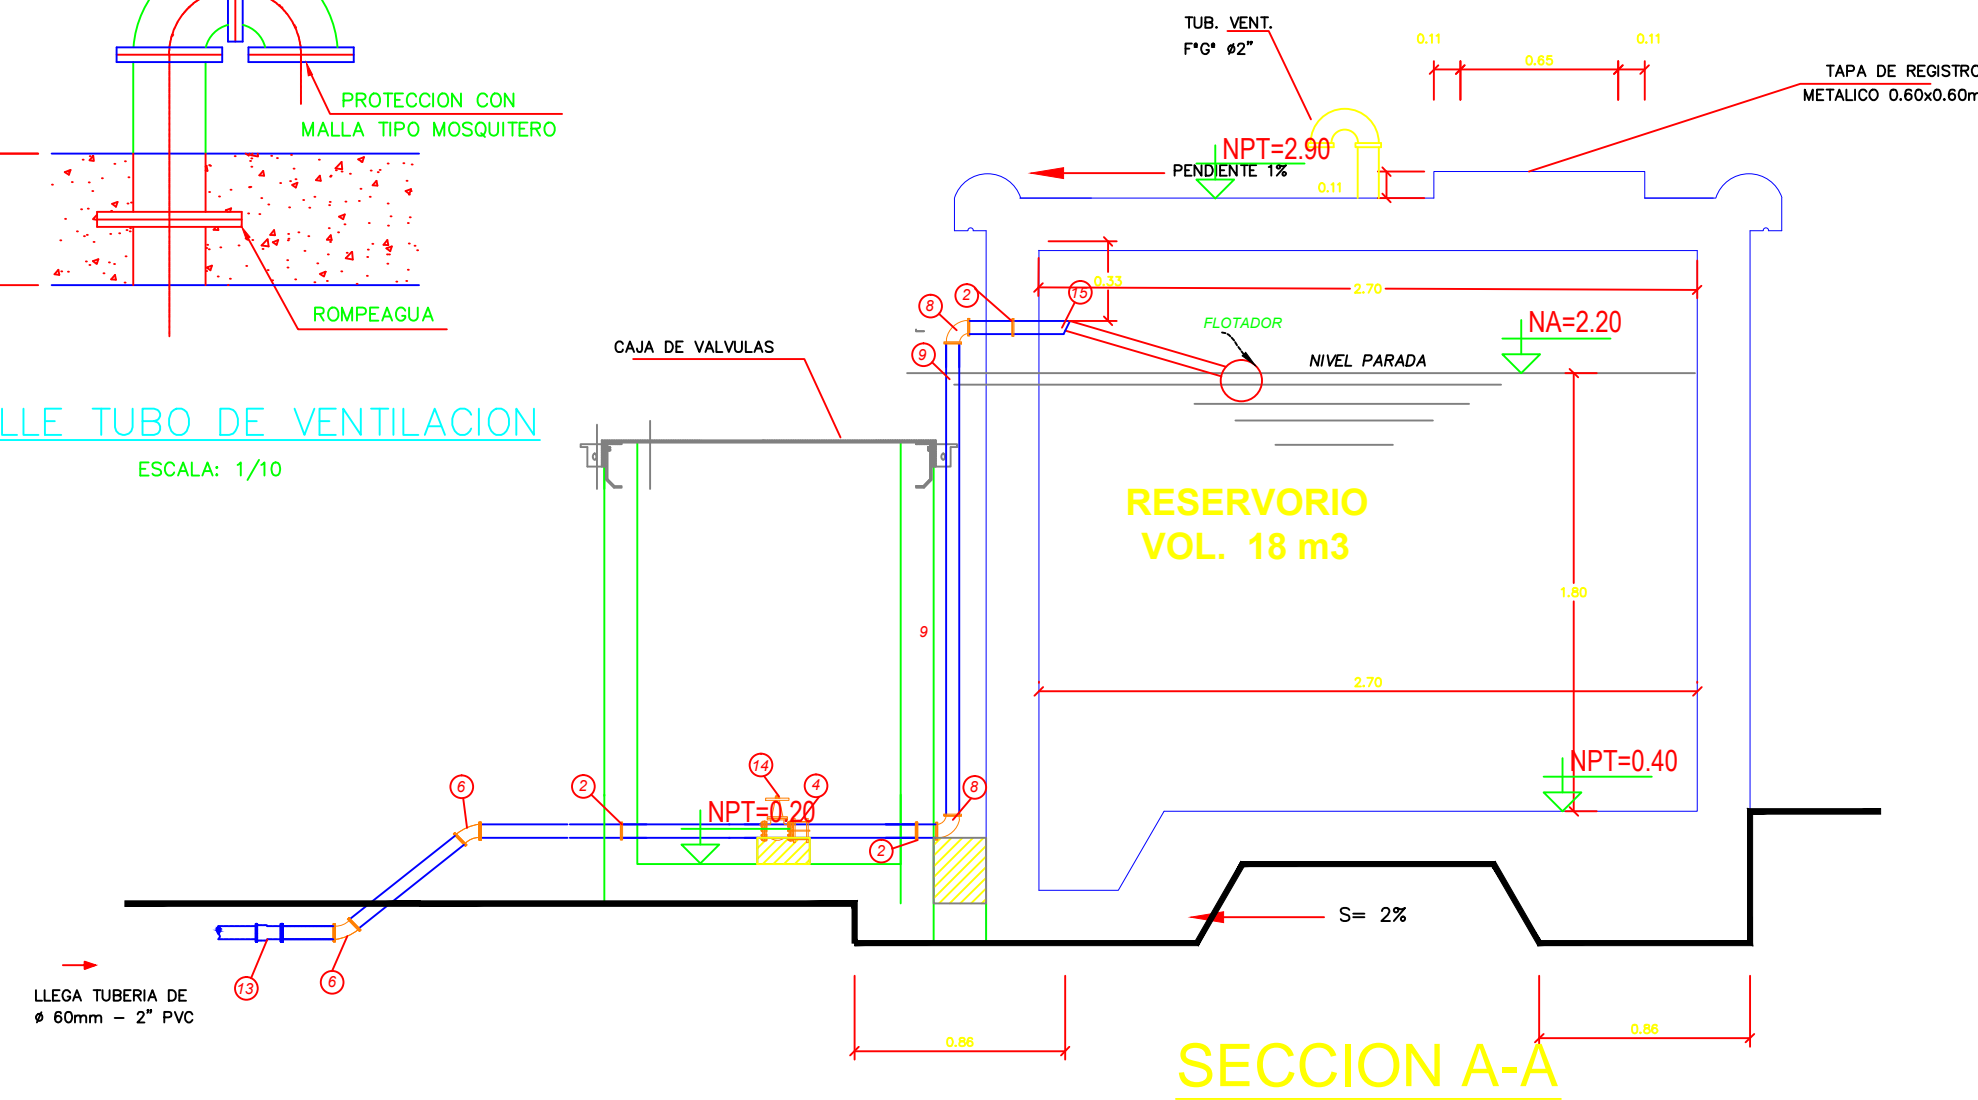 TUB. VENT.
F°G° ø2"
0.11
0.65
0.11
TAPA DE REGISTRO
METALICO 0.60x0.60m
PROTECCION CON
MALLA TIPO MOSQUITERO
NPT=2.90
PENDIENTE 1%
0.11
ROMPEAGUA
0.33
2.70
8
2
15
9
FLOTADOR
NA=2.20
NIVEL PARADA
CAJA DE VALVULAS
LLE TUBO DE VENTILACION
ESCALA: 1/10
RESERVORIO
VOL. 18 m3
1.80
9
2.70
NPT=0.40
6
2
14
4
8
NPT=0.20
2
S= 2%
13
6
LLEGA TUBERIA DE
ø 60mm – 2" PVC
0.86
0.86
SECCION A-A